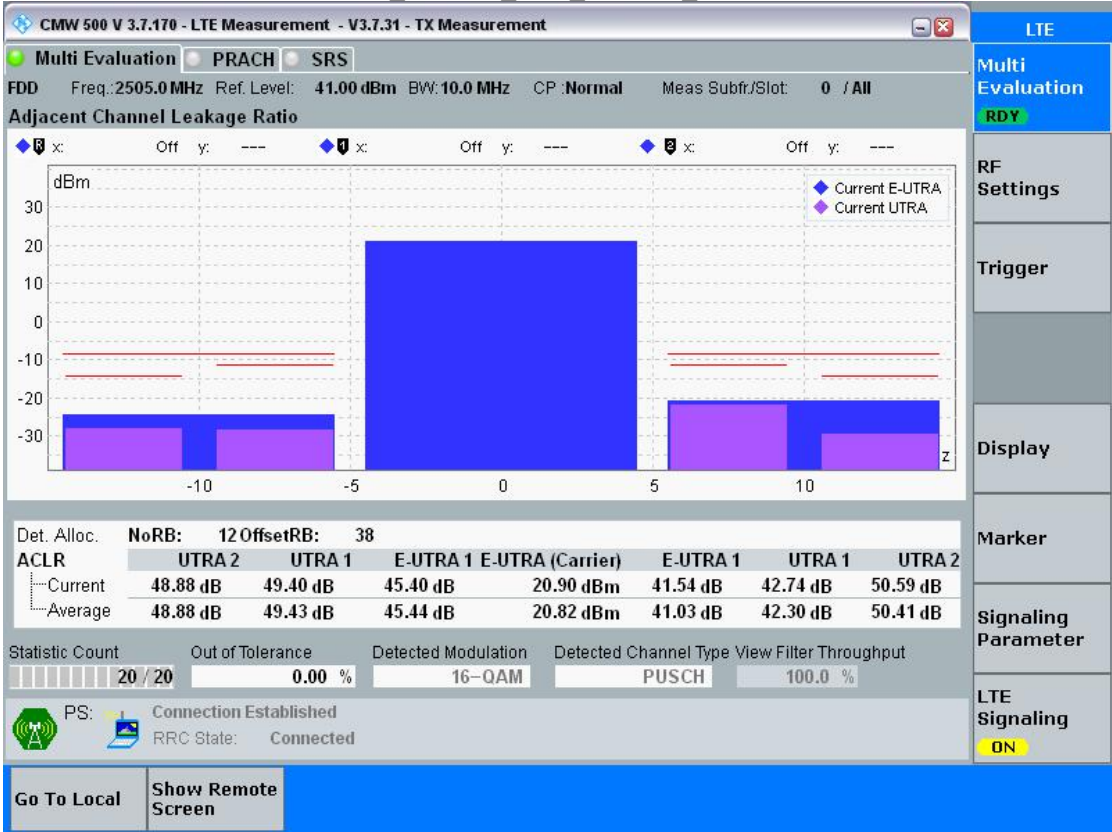 CMW 500 V 3.7.170 - LTE Measurement - V3.7.31 - TX Measurement
LTE
Multi Evaluation PRACH SRS
Multi Evaluation
RDY
FDD Freq.:2505.0 MHz Ref. Level: 41.00 dBm BW:10.0 MHz CP :Normal Meas Subfr./Slot: 0 / All
Adjacent Channel Leakage Ratio
R x: Off y: --- 1 x: Off y: --- 2 x: Off y: ---
dBm
Current E-UTRA
Current UTRA
30
20
10
0
-10
-20
-30
z
-10 -5 0 5 10
RF Settings
Trigger
Display
Marker
Signaling Parameter
LTE Signaling
ON
Det. Alloc. NoRB: 12 OffsetRB: 38
ACLR UTRA 2 UTRA 1 E-UTRA 1 E-UTRA (Carrier) E-UTRA 1 UTRA 1 UTRA 2
Current 48.88 dB 49.40 dB 45.40 dB 20.90 dBm 41.54 dB 42.74 dB 50.59 dB
Average 48.88 dB 49.43 dB 45.44 dB 20.82 dBm 41.03 dB 42.30 dB 50.41 dB
Statistic Count Out of Tolerance Detected Modulation Detected Channel Type View Filter Throughput
20 / 20 0.00 % 16-QAM PUSCH 100.0 %
PS: Connection Established
RRC State: Connected
Go To Local
Show Remote Screen